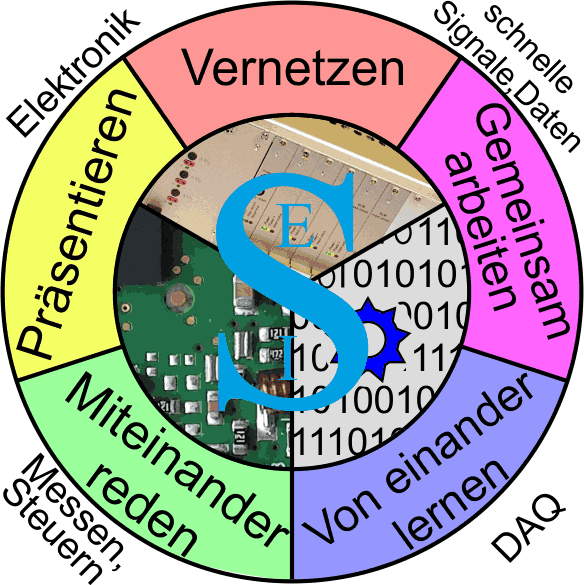 Elektronik
schnelle
Signale,Daten
Vernetzen
Präsentieren
Gemeinsam
arbeiten
S
E
I
Miteinander
reden
Von einander
lernen
Messen,
Steuern
DAQ